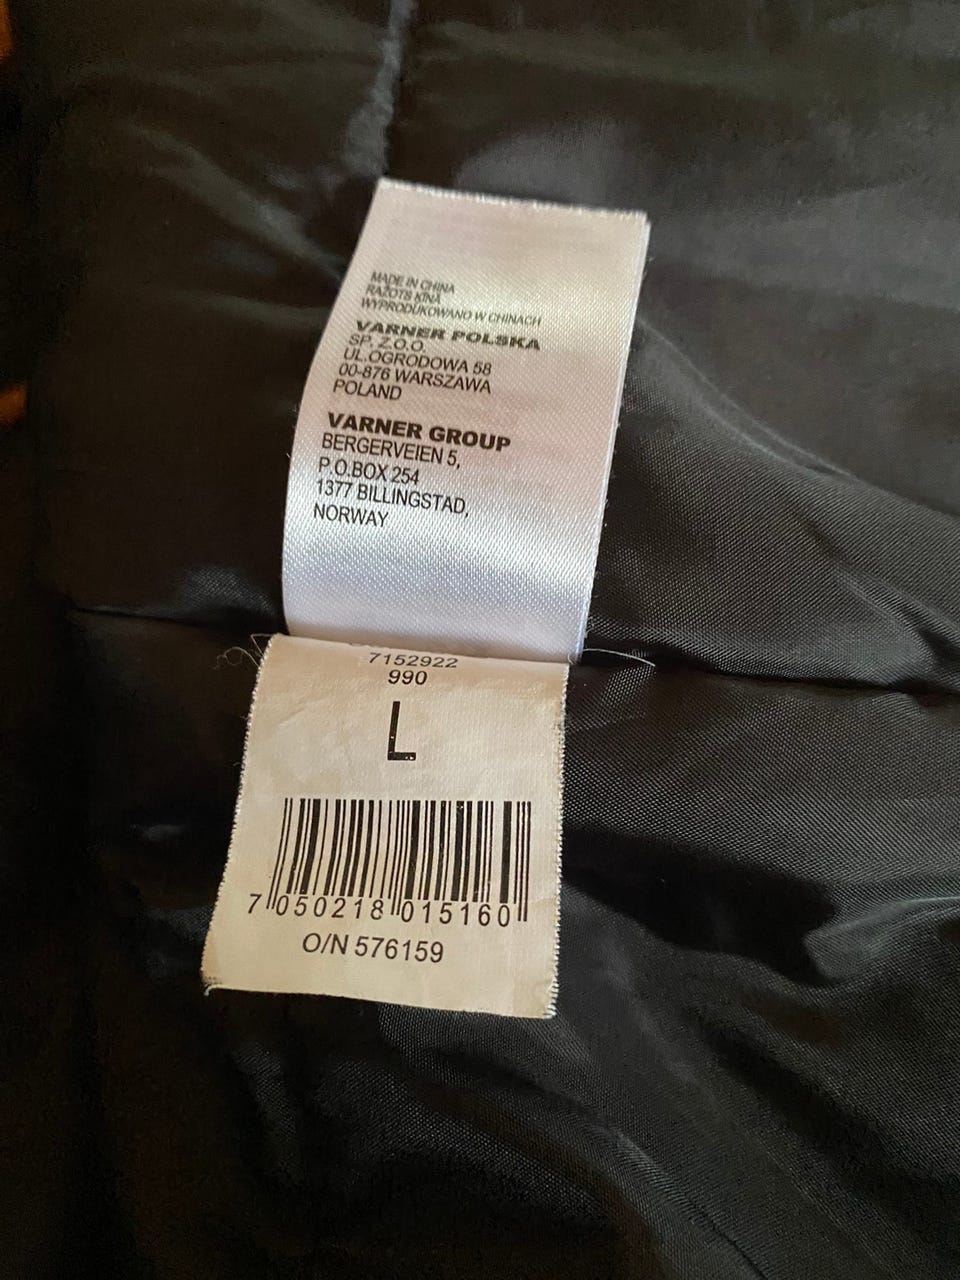 MADE IN CHINA
RAŽOTS ĶĪNĀ
WYPRODUKOWANO W CHINACH
VARNER POLSKA
SP. Z.O.O.
UL.OGRODOWA 58
00-876 WARSZAWA
POLAND
VARNER GROUP
BERGERVEIEN 5,
P.O.BOX 254
1377 BILLINGSTAD,
NORWAY
7152922
990
L
7 050218 015160
O/N 576159